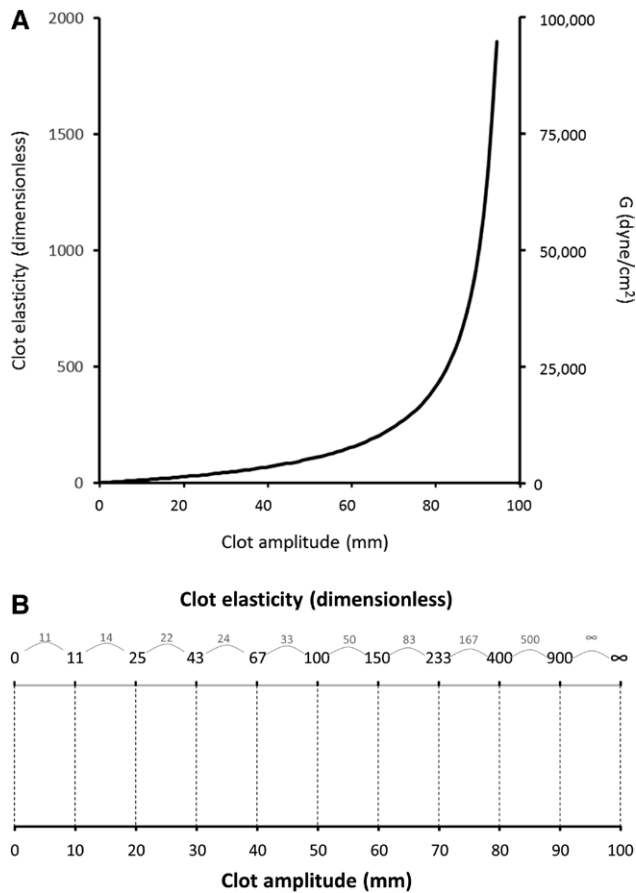 A
2000
1500
1000
500
0
Clot elasticity (dimensionless)
100,000
75,000
50,000
25,000
0
G (dyne/cm²)
0 20 40 60 80 100
Clot amplitude (mm)
B
Clot elasticity (dimensionless)
11 14 22 24 33 50 83 167 500 ∞
0 11 25 43 67 100 150 233 400 900 ∞
0 10 20 30 40 50 60 70 80 90 100
Clot amplitude (mm)